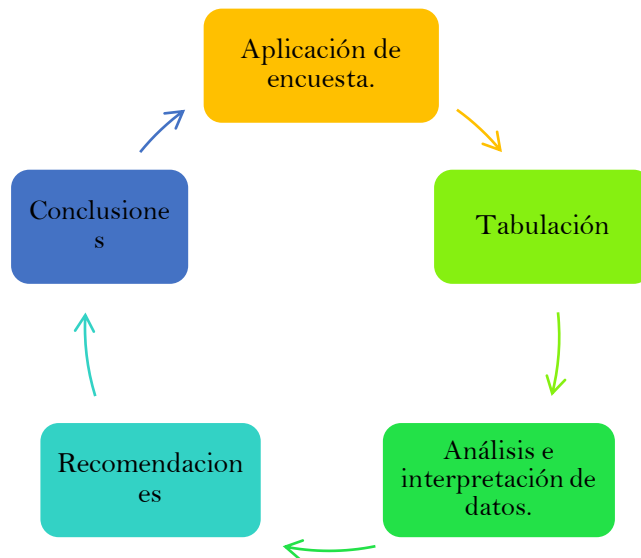 Aplicación de
encuesta.
Tabulación
Análisis e
interpretación de
datos.
Recomendacion
es
Conclusione
s